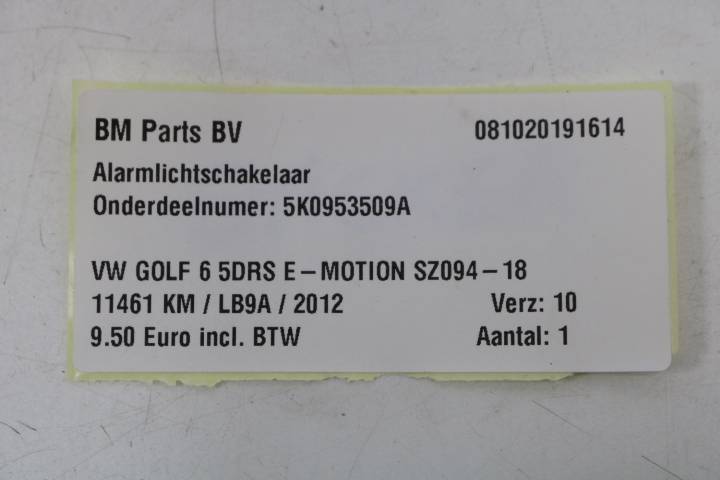 BM Parts BV 081020191614
Alarmlichtschakelaar
Onderdeelnumer: 5K0953509A
VW GOLF 6 5DRS E-MOTION SZ094-18
11461 KM / LB9A / 2012 Verz: 10
9.50 Euro incl. BTW Aantal: 1